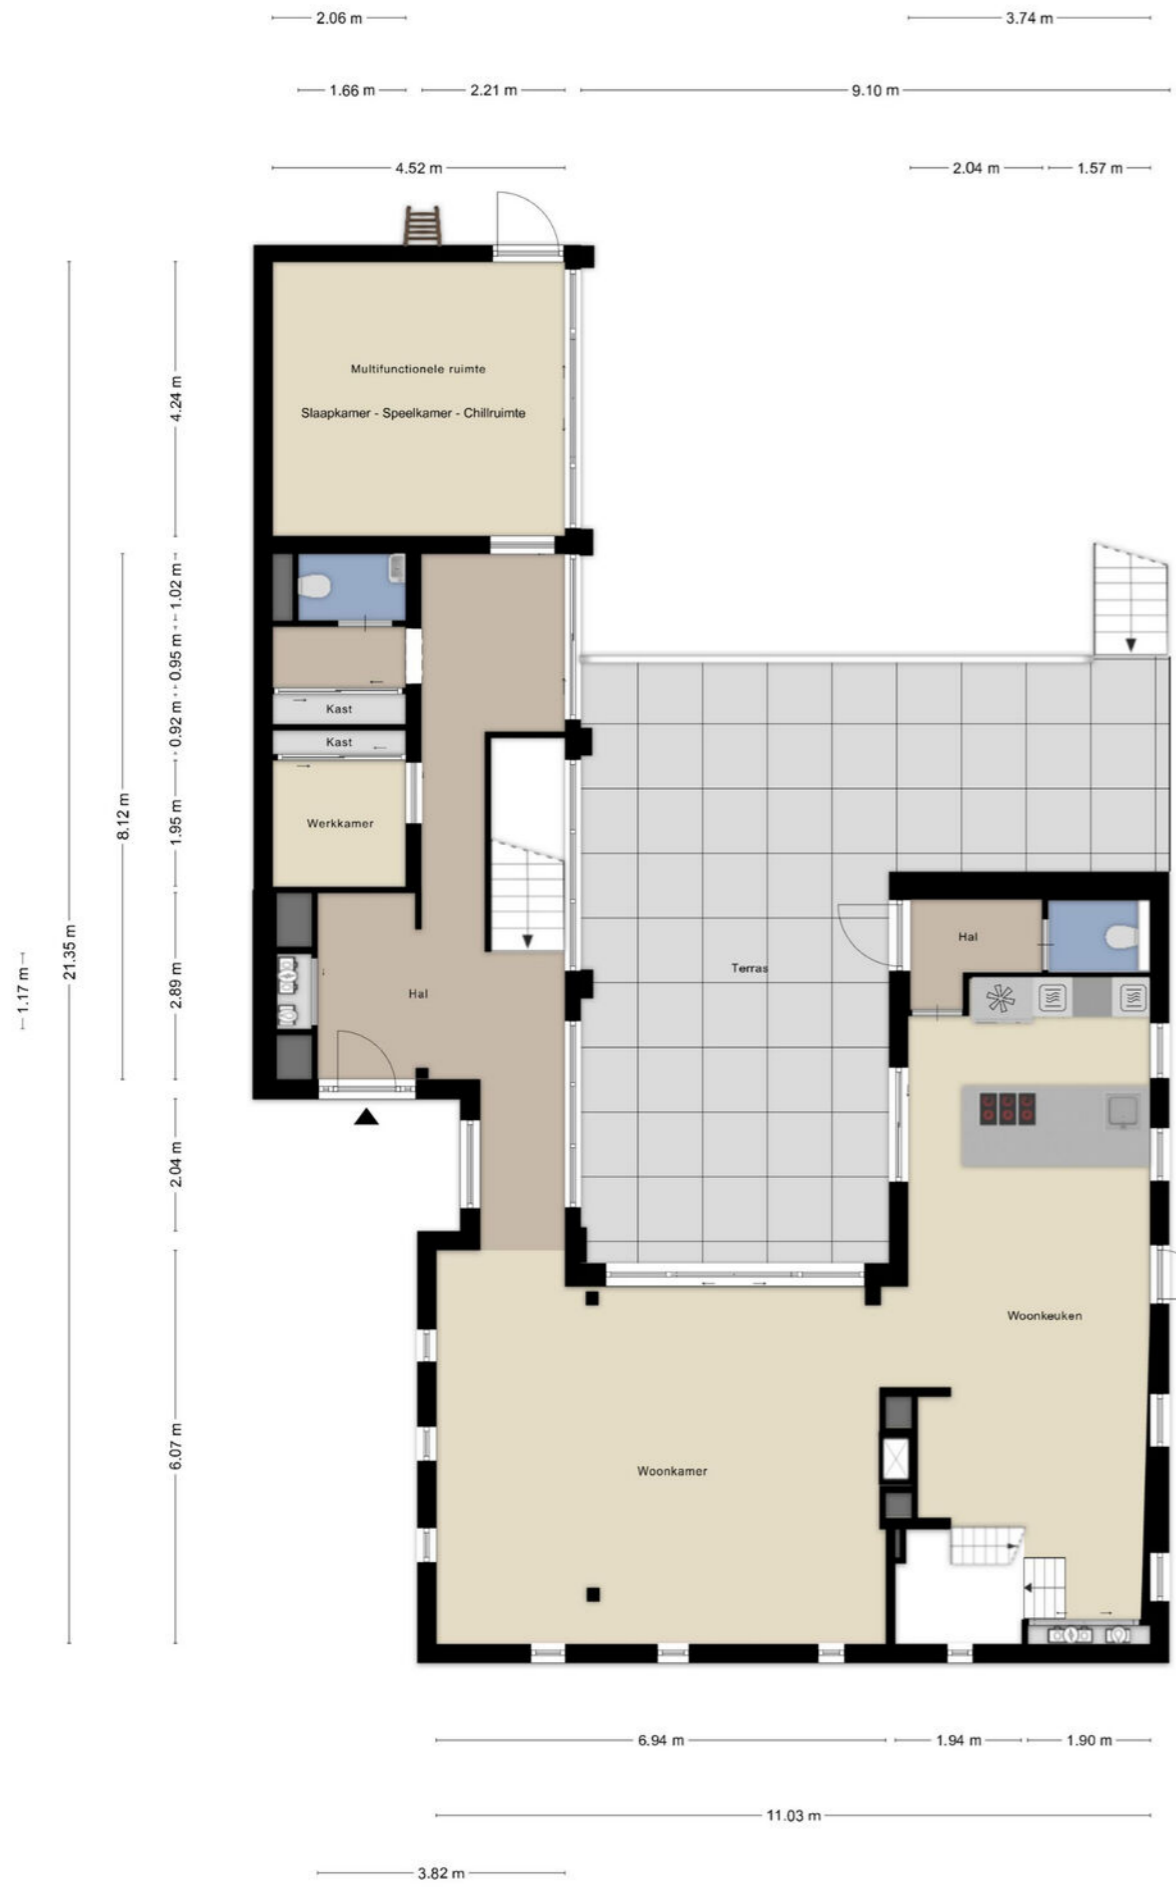 2.06 m
3.74 m
1.66 m
2.21 m
9.10 m
4.52 m
2.04 m
1.57 m
4.24 m
Multifunctionele ruimte
Slaapkamer - Speelkamer - Chillruimte
1.02 m
0.95 m
0.92 m
Kast
Kast
1.95 m
Werkkamer
8.12 m
21.35 m
1.17 m
2.89 m
Hal
Terras
Hal
2.04 m
Woonkeuken
6.07 m
Woonkamer
6.94 m
1.94 m
1.90 m
11.03 m
3.82 m